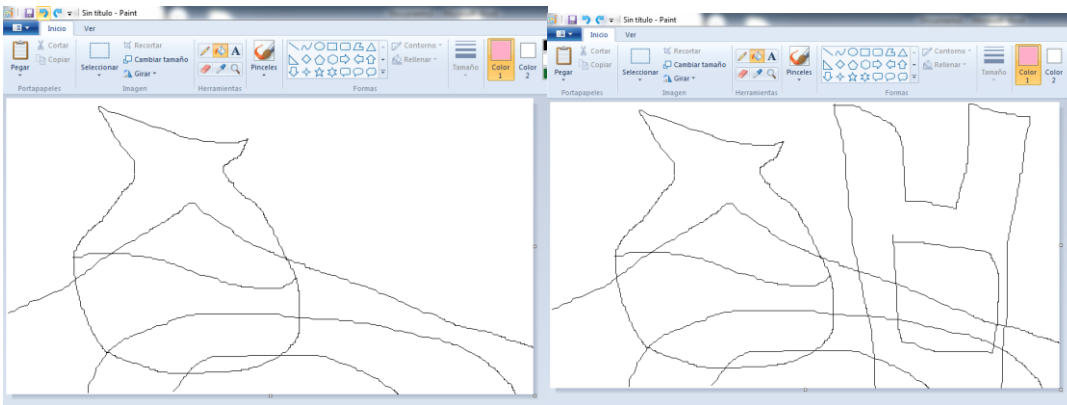 Sin título - Paint
Inicio Ver
Pegar
Cortar
Copiar
Portapapeles
Seleccionar
Recortar
Cambiar tamaño
Girar
Imagen
A
Herramientas
Pinceles
Formas
Contorno
Rellenar
Tamaño
Color 1
Color 2
Sin título - Paint
Inicio Ver
Pegar
Cortar
Copiar
Portapapeles
Seleccionar
Recortar
Cambiar tamaño
Girar
Imagen
A
Herramientas
Pinceles
Formas
Contorno
Rellenar
Tamaño
Color 1
Color 2